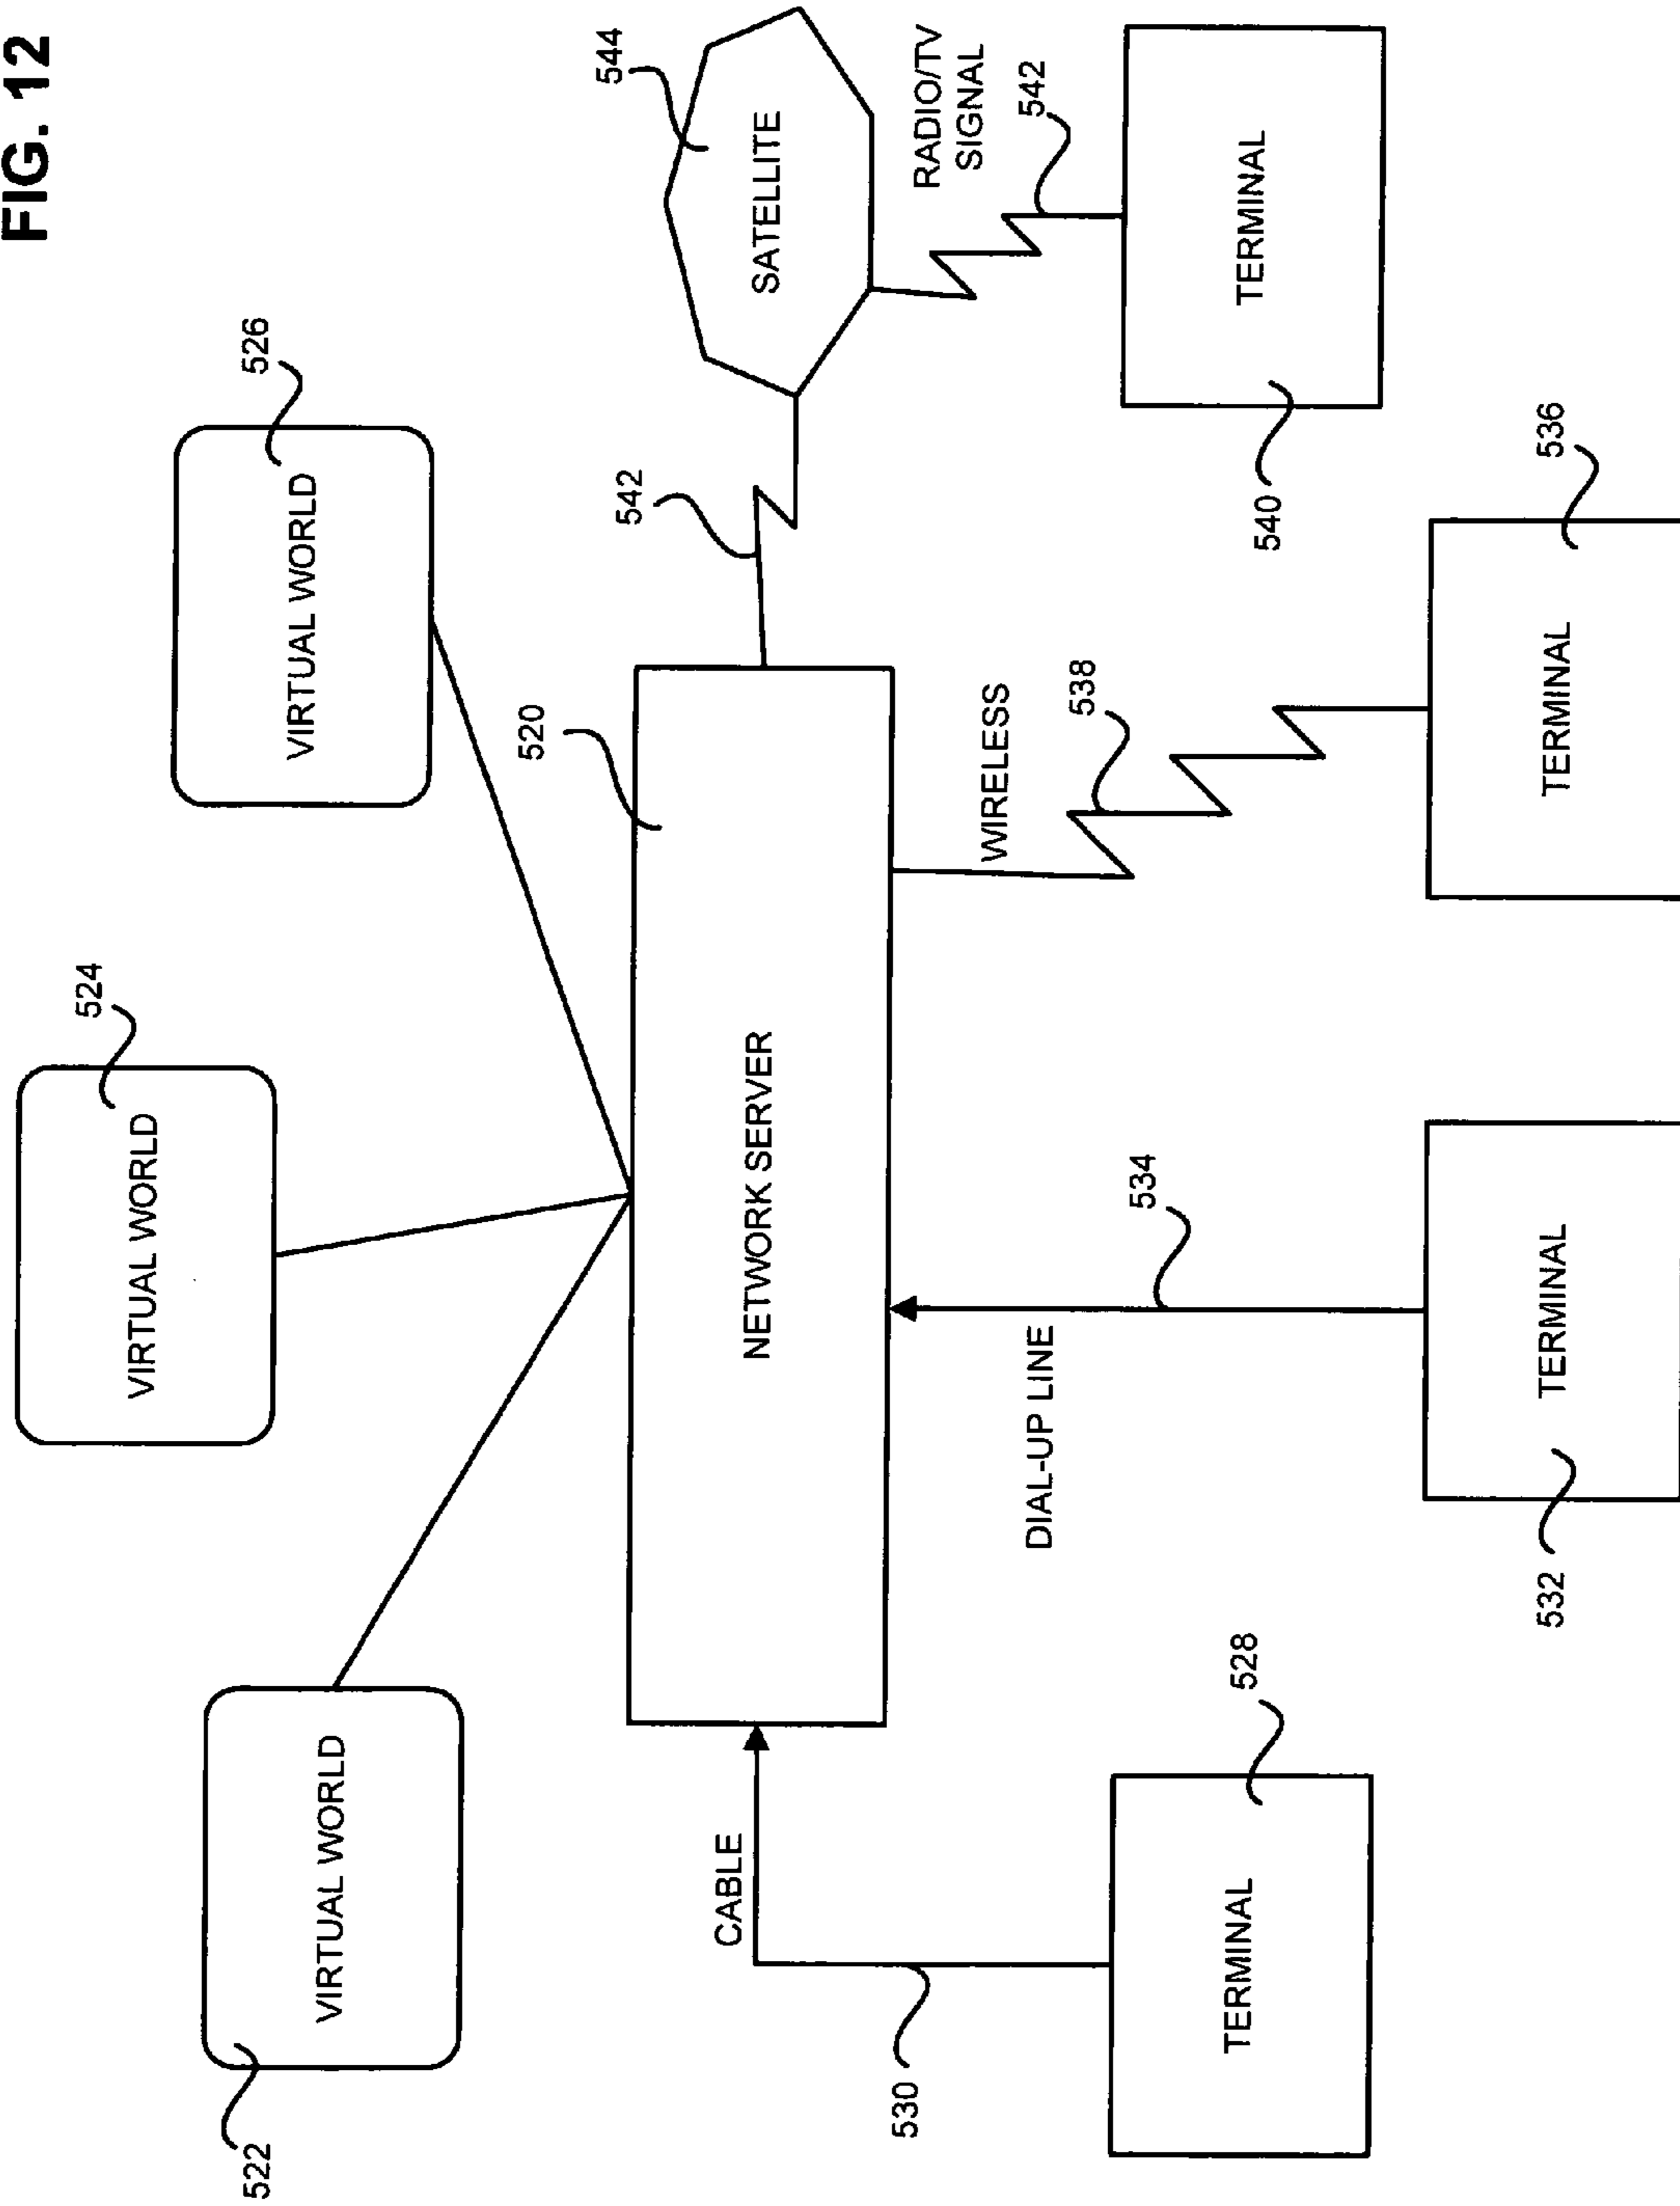 FIG. 12
524
VIRTUAL WORLD
526
VIRTUAL WORLD
522
VIRTUAL WORLD
520
NETWORK SERVER
542
544
SATELLITE
CABLE
530
DIAL-UP LINE
534
WIRELESS
538
RADIO/TV
SIGNAL
542
528
TERMINAL
532
TERMINAL
536
TERMINAL
540
TERMINAL